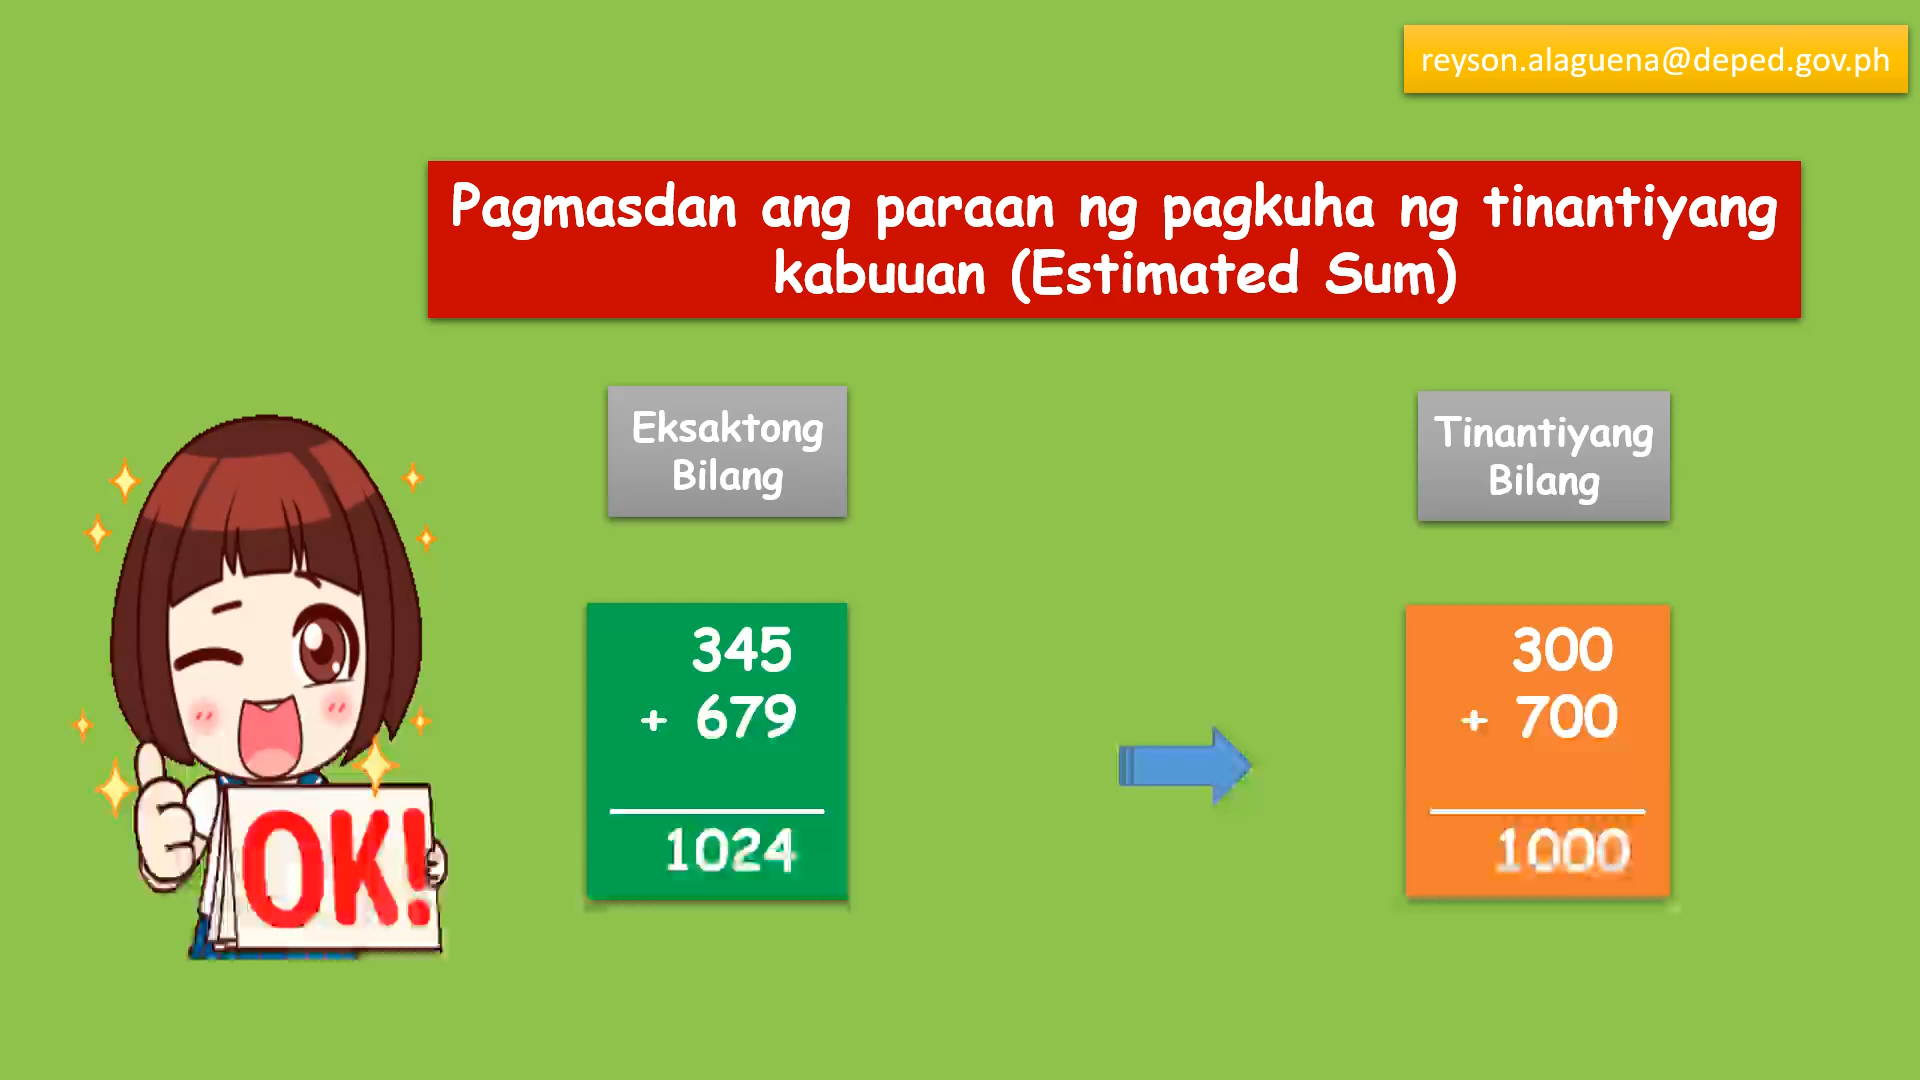 reyson.alaguena@deped.gov.ph
Pagmasdan ang paraan ng pagkuha ng tinantiyang
kabuuan (Estimated Sum)
Eksaktong
Bilang
Tinantiyang
Bilang
345
+ 679
1024
300
+ 700
1000
OK!